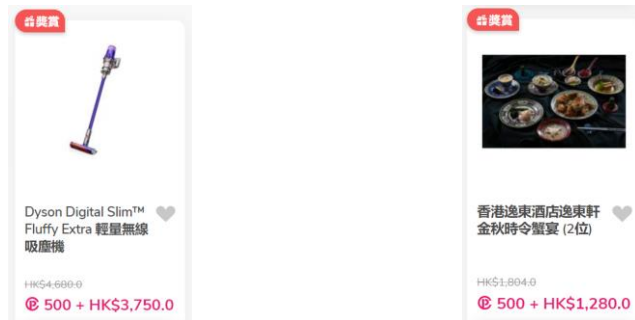 獎賞
Dyson Digital Slim™
Fluffy Extra 輕量無線
吸塵機
HK$4,680.0
500 + HK$3,750.0
獎賞
香港逸東酒店逸東軒
金秋時令蟹宴 (2位)
HK$1,804.0
500 + HK$1,280.0